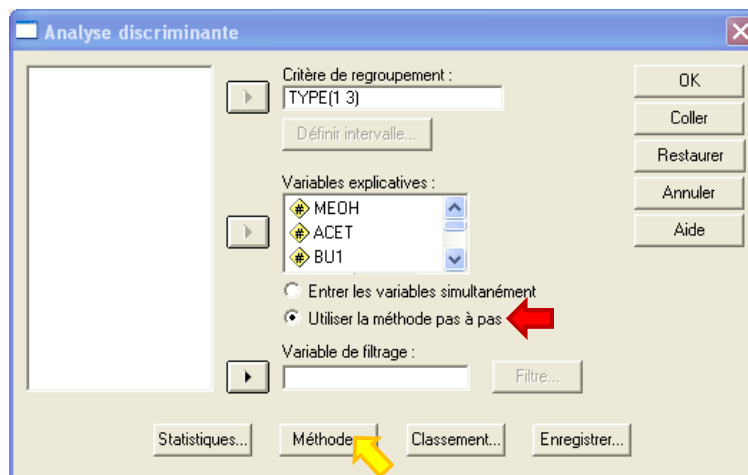 Analyse discriminante
Critère de regroupement :
TYPE(1 3)
Définir intervalle...
Variables explicatives :
# MEOH
# ACET
# BU1
Entrer les variables simultanément
Utiliser la méthode pas à pas
Variable de filtrage :
Filtre...
OK
Coller
Restaurer
Annuler
Aide
Statistiques...
Méthode...
Classement...
Enregistrer...